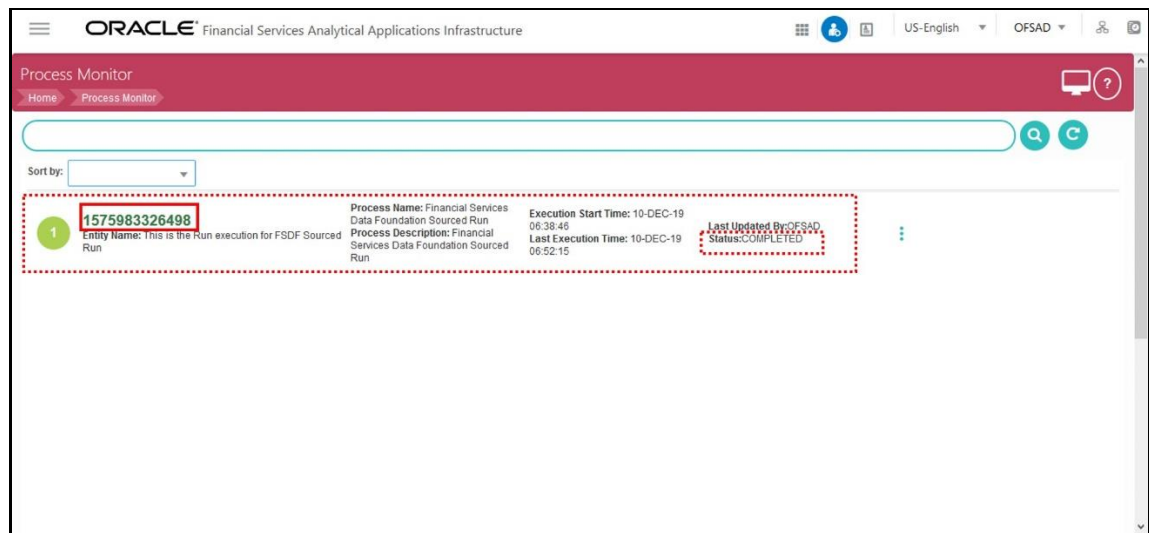 ORACLE® Financial Services Analytical Applications Infrastructure
US-English
OFSAD
Process Monitor
Home
Process Monitor
?
Sort by:
1
1575983326498
Entity Name: This is the Run execution for FSDF Sourced
Run
Process Name: Financial Services
Data Foundation Sourced Run
Process Description: Financial
Services Data Foundation Sourced
Run
Execution Start Time: 10-DEC-19
06:38:46
Last Execution Time: 10-DEC-19
06:52:15
Last Updated By:OFSAD
Status:COMPLETED